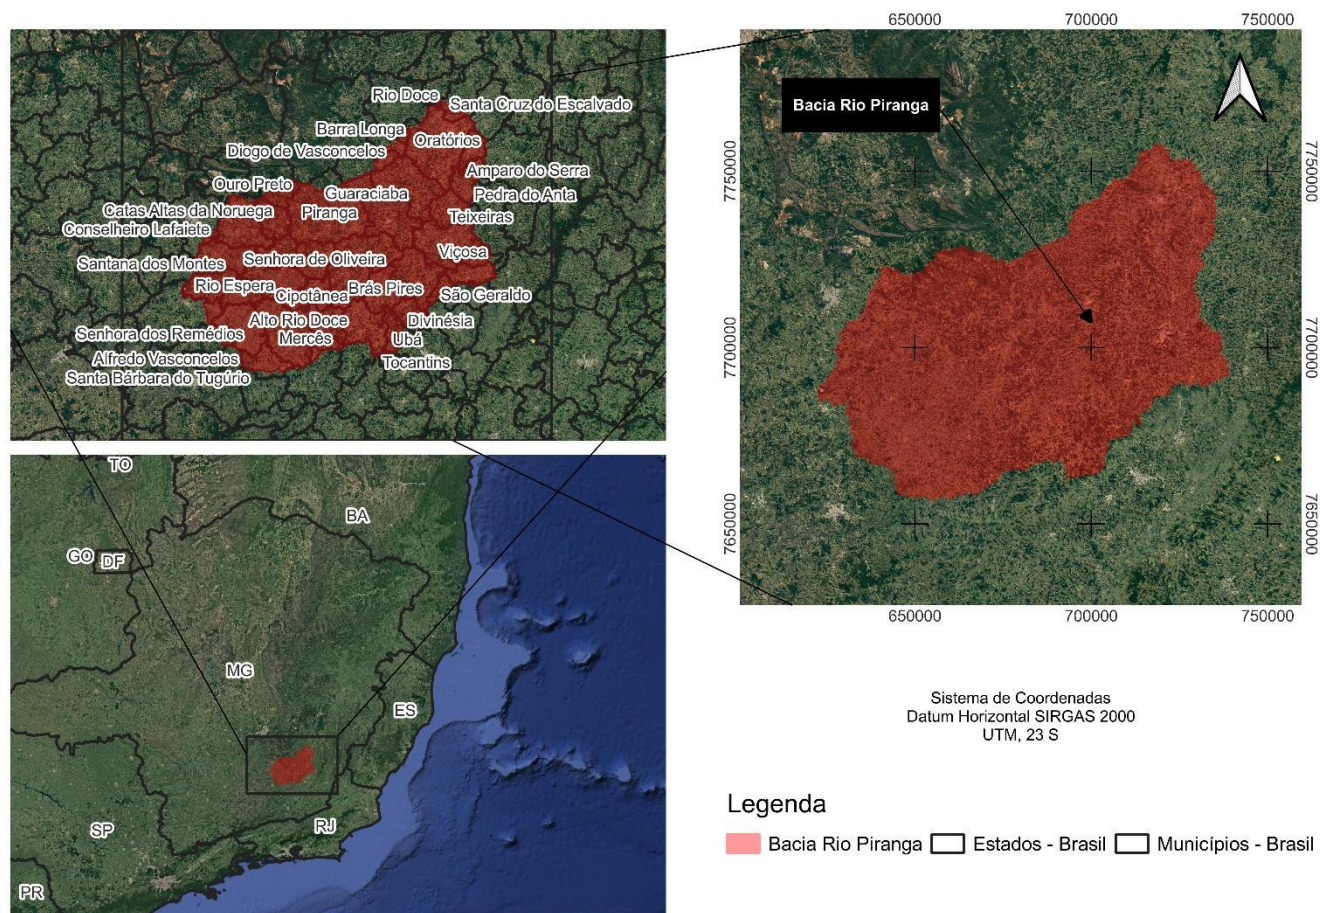 Rio Doce
Santa Cruz do Escalvado
Barra Longa
Oratórios
Diogo de Vasconcelos
Amparo do Serra
Ouro Preto
Guaraciaba
Pedra do Anta
Catas Altas da Noruega
Piranga
Teixeiras
Conselheiro Lafaiete
Viçosa
Santana dos Montes
Senhora de Oliveira
Rio Espera
Cipotânea
Brás Pires
São Geraldo
Alto Rio Doce
Divinésia
Senhora dos Remédios
Mercês
Ubá
Alfredo Vasconcelos
Tocantins
Santa Bárbara do Tugúrio
TO
BA
GO
DF
MG
ES
SP
RJ
PR
650000
700000
750000
Bacia Rio Piranga
7750000
7750000
7700000
7700000
7650000
7650000
650000
700000
750000
Sistema de Coordenadas
Datum Horizontal SIRGAS 2000
UTM, 23 S
Legenda
Bacia Rio Piranga
Estados - Brasil
Municípios - Brasil